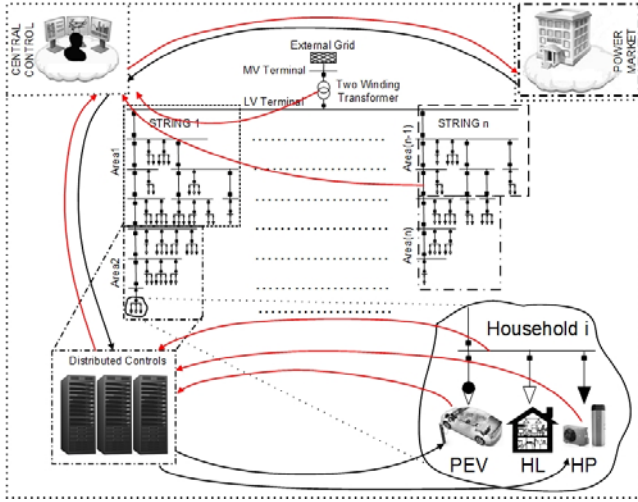 CENTRAL
CONTROL
External Grid
MV Terminal
Two Winding
Transformer
LV Terminal
POWER
MARKET
STRING 1
STRING n
Area1
Area(n-1)
Area2
Area(n)
Distributed Controls
Household i
PEV
HL
HP